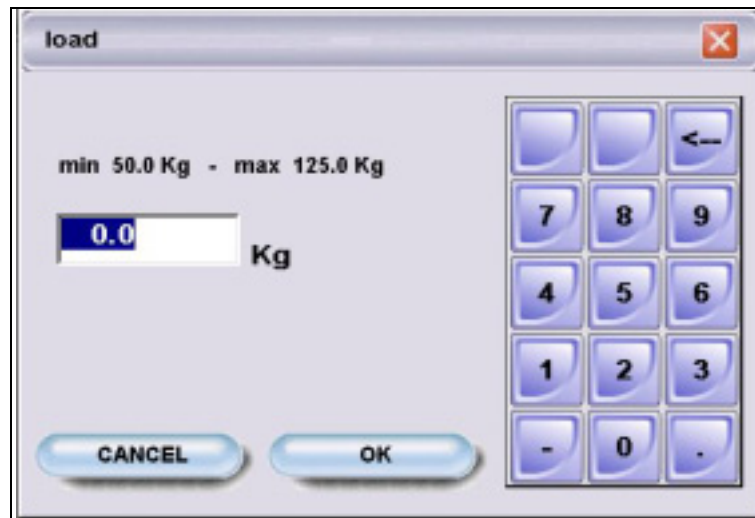 load
min 50.0 Kg - max 125.0 Kg
0.0
Kg
CANCEL
OK
<--
7 8 9
4 5 6
1 2 3
- 0 .